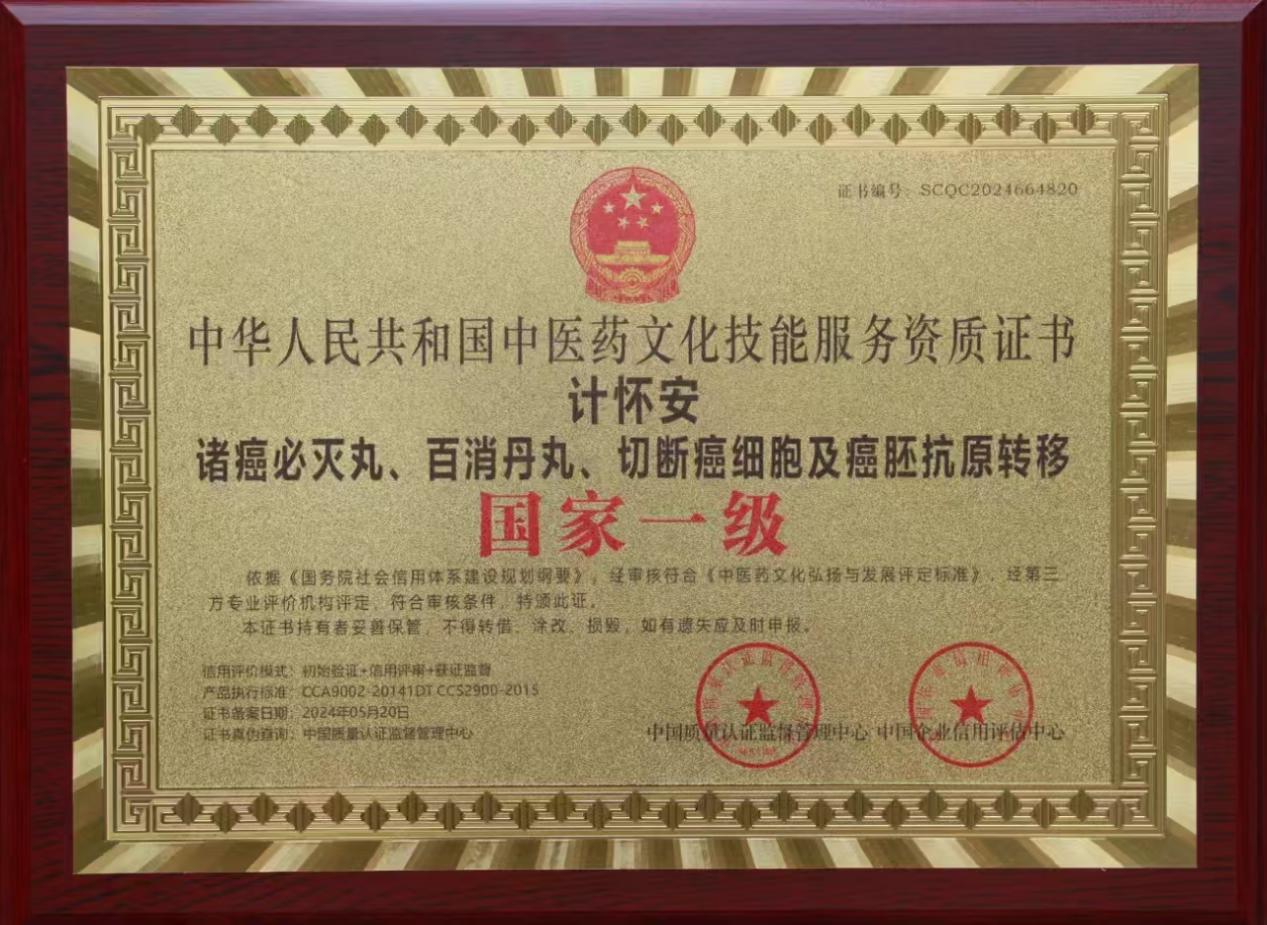 证书编号：SCQC2024664820
中华人民共和国中医药文化技能服务资质证书
计怀安
诸癌必灭丸、百消丹丸、切断癌细胞及癌胚抗原转移
国家一级
依据《国务院社会信用体系建设规划纲要》，经审核符合《中医药文化弘扬与发展评定标准》，经第三
方专业评价机构评定，符合审核条件，特颁此证。
本证书持有者妥善保管，不得转借、涂改、损毁，如有遗失应及时申报。
信用评价模式：初始验证+信用评审+获证监督
产品执行标准：CCA9002-20141DT CCS2900-2015
证书备案日期：2024年05月20日
证书真伪查询：中国质量认证监督管理中心
中国质量认证监督管理中心 中国企业信用评估中心